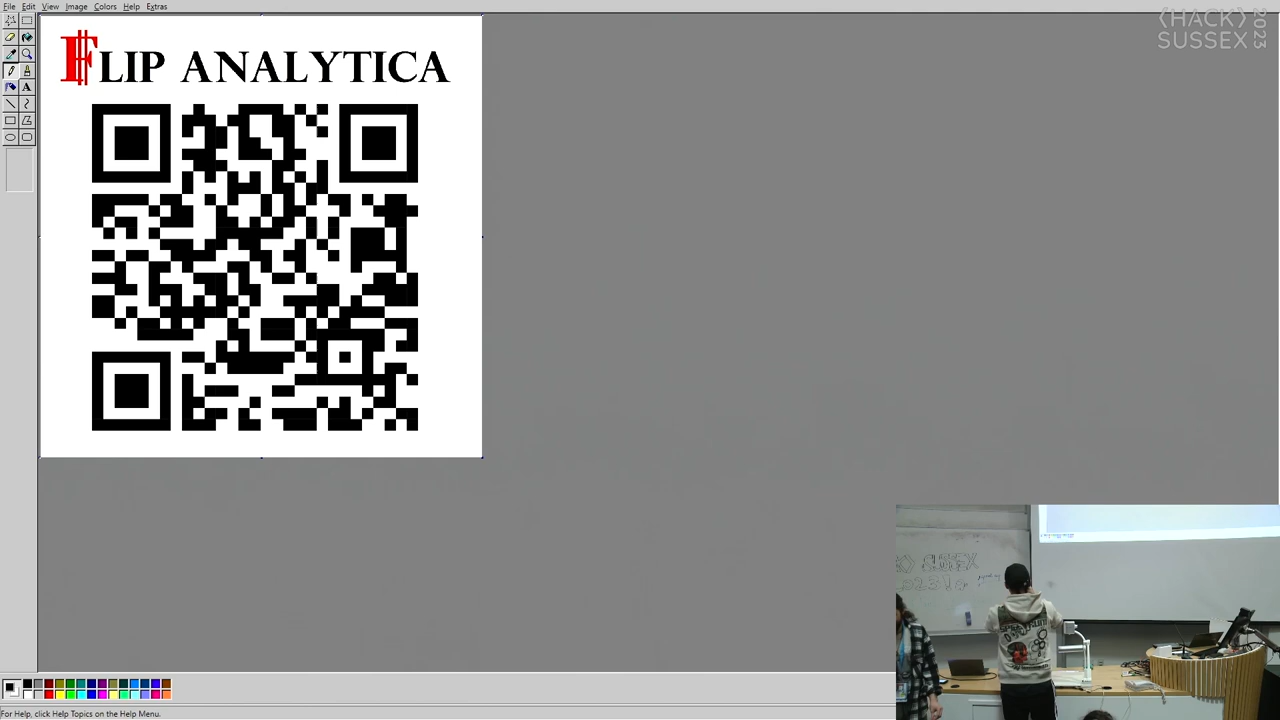 File Edit View Image Colors Help Extras
⟨HACK⟩
SUSSEX
2023
FLIP ANALYTICA
SUSSEX
For Help, click Help Topics on the Help Menu.